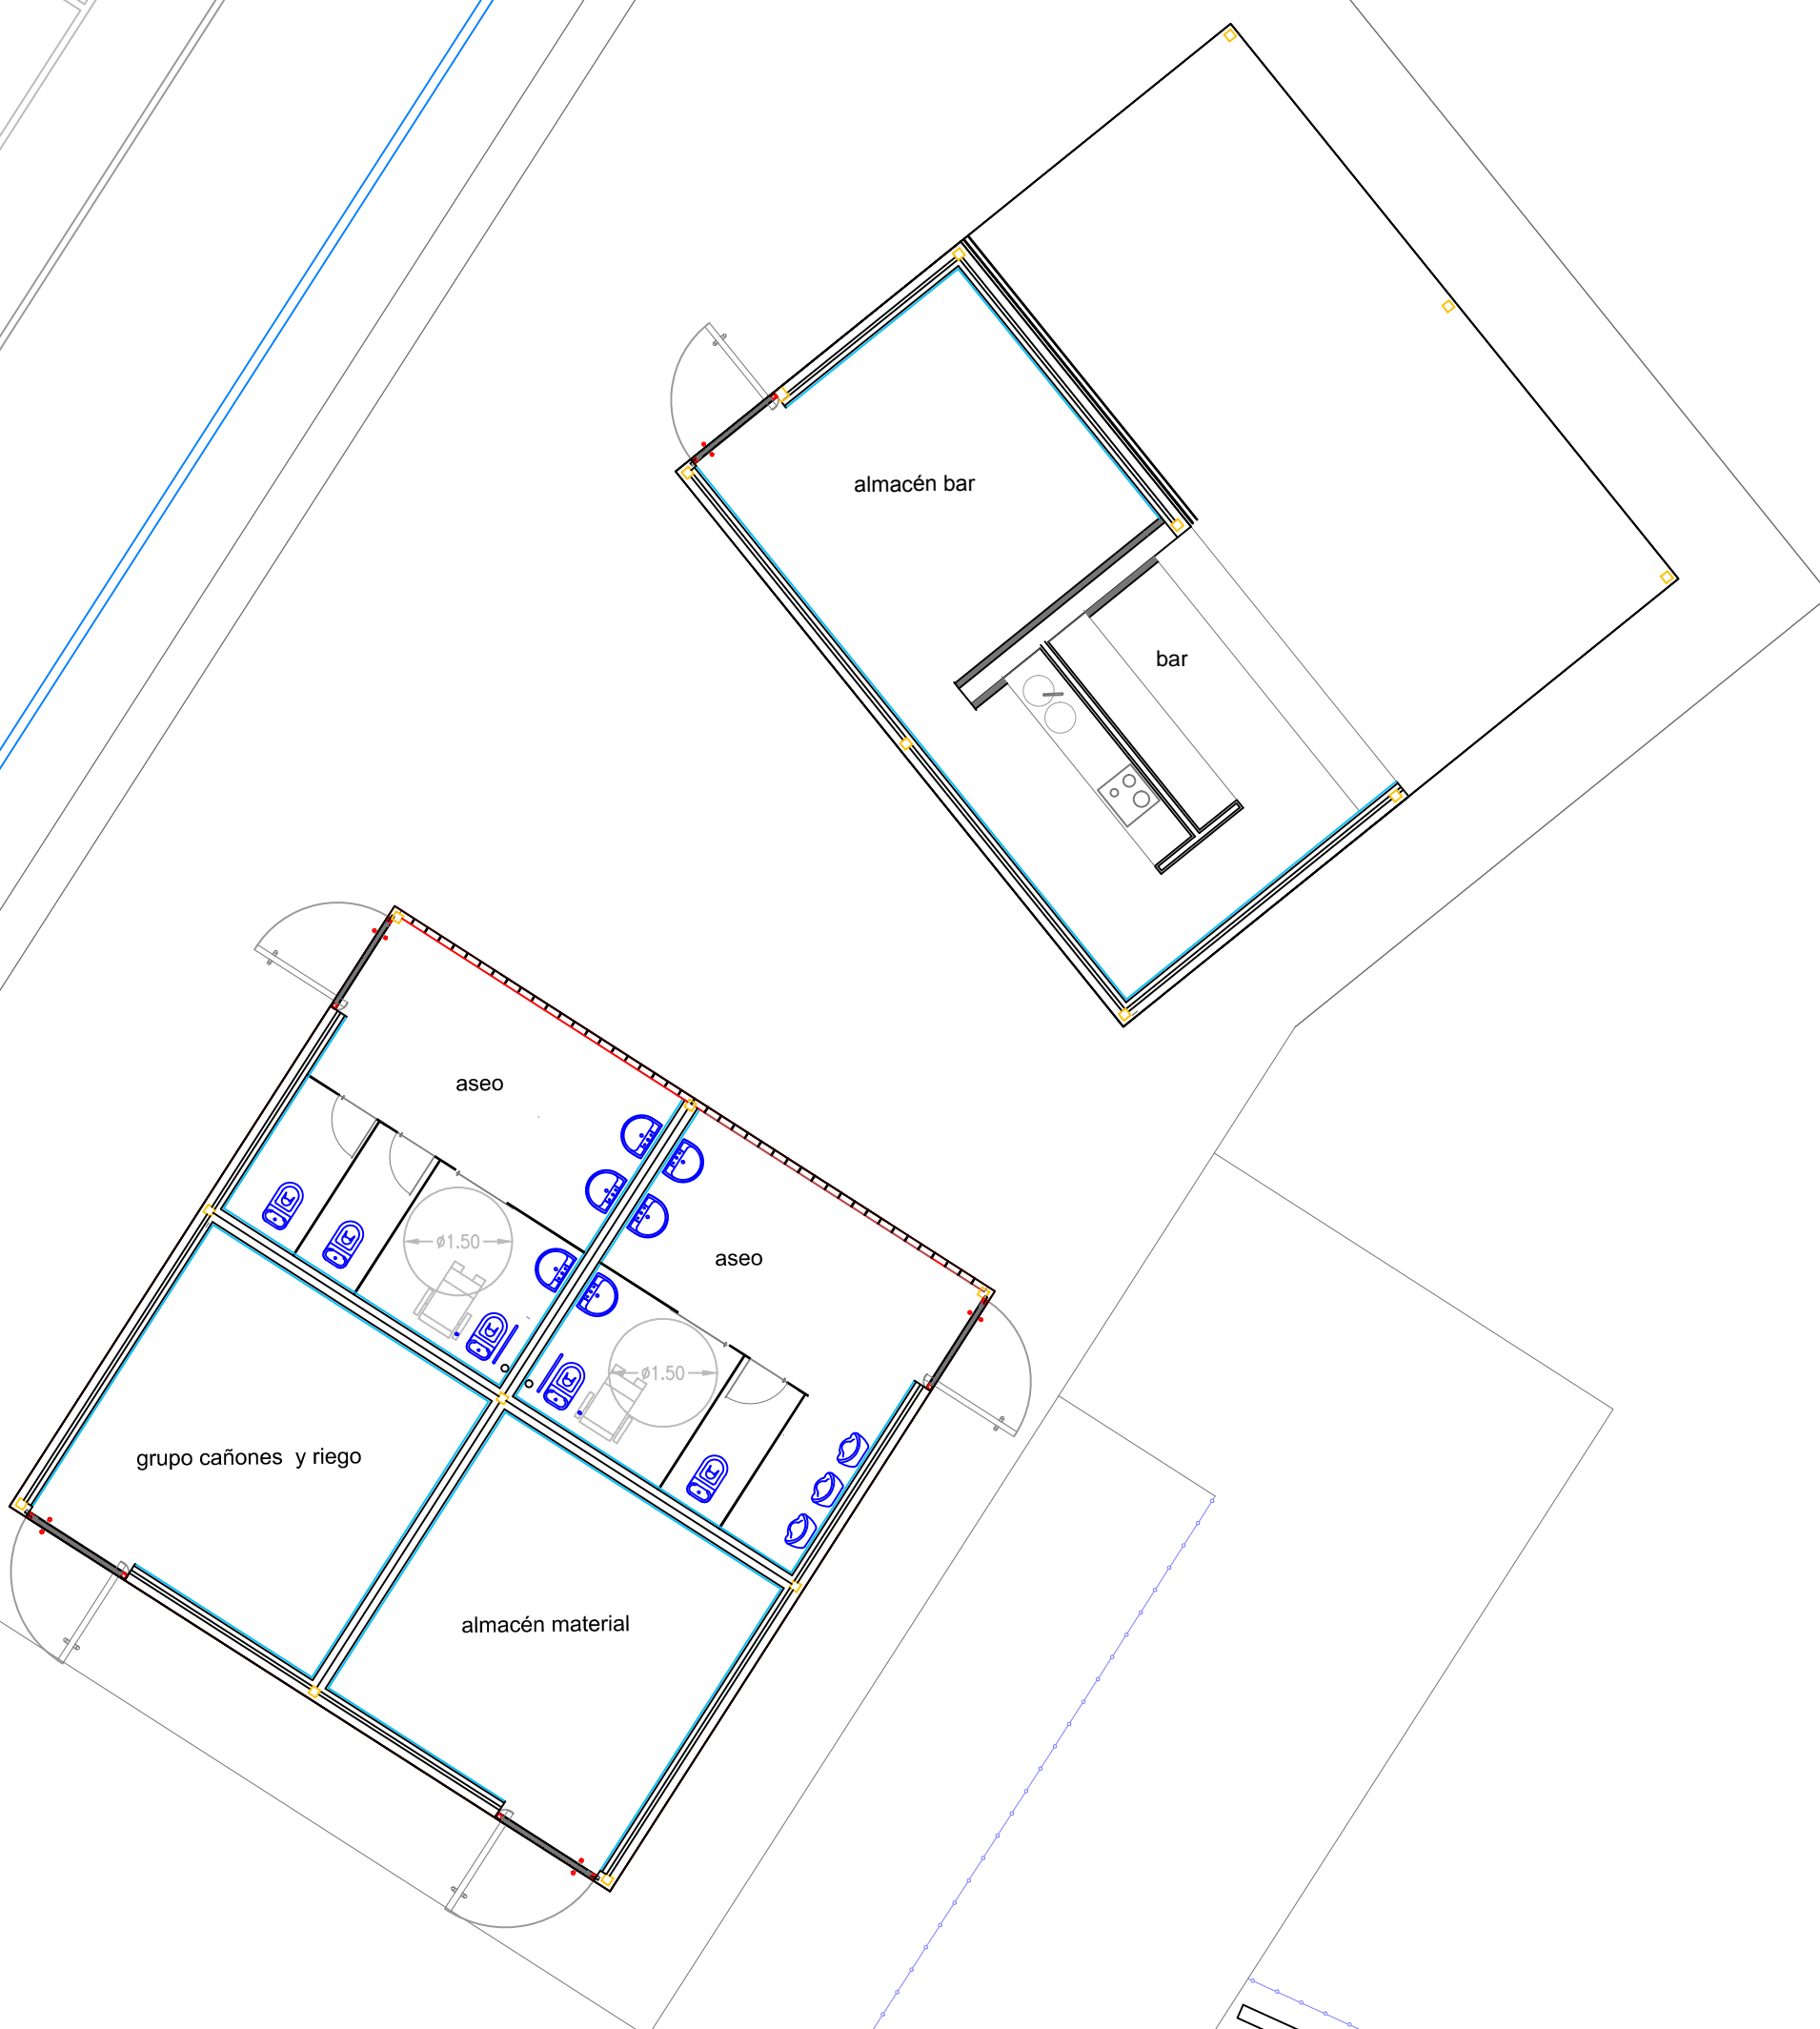 almacén bar
bar
aseo
ø1.50
aseo
ø1.50
grupo cañones  y riego
almacén material